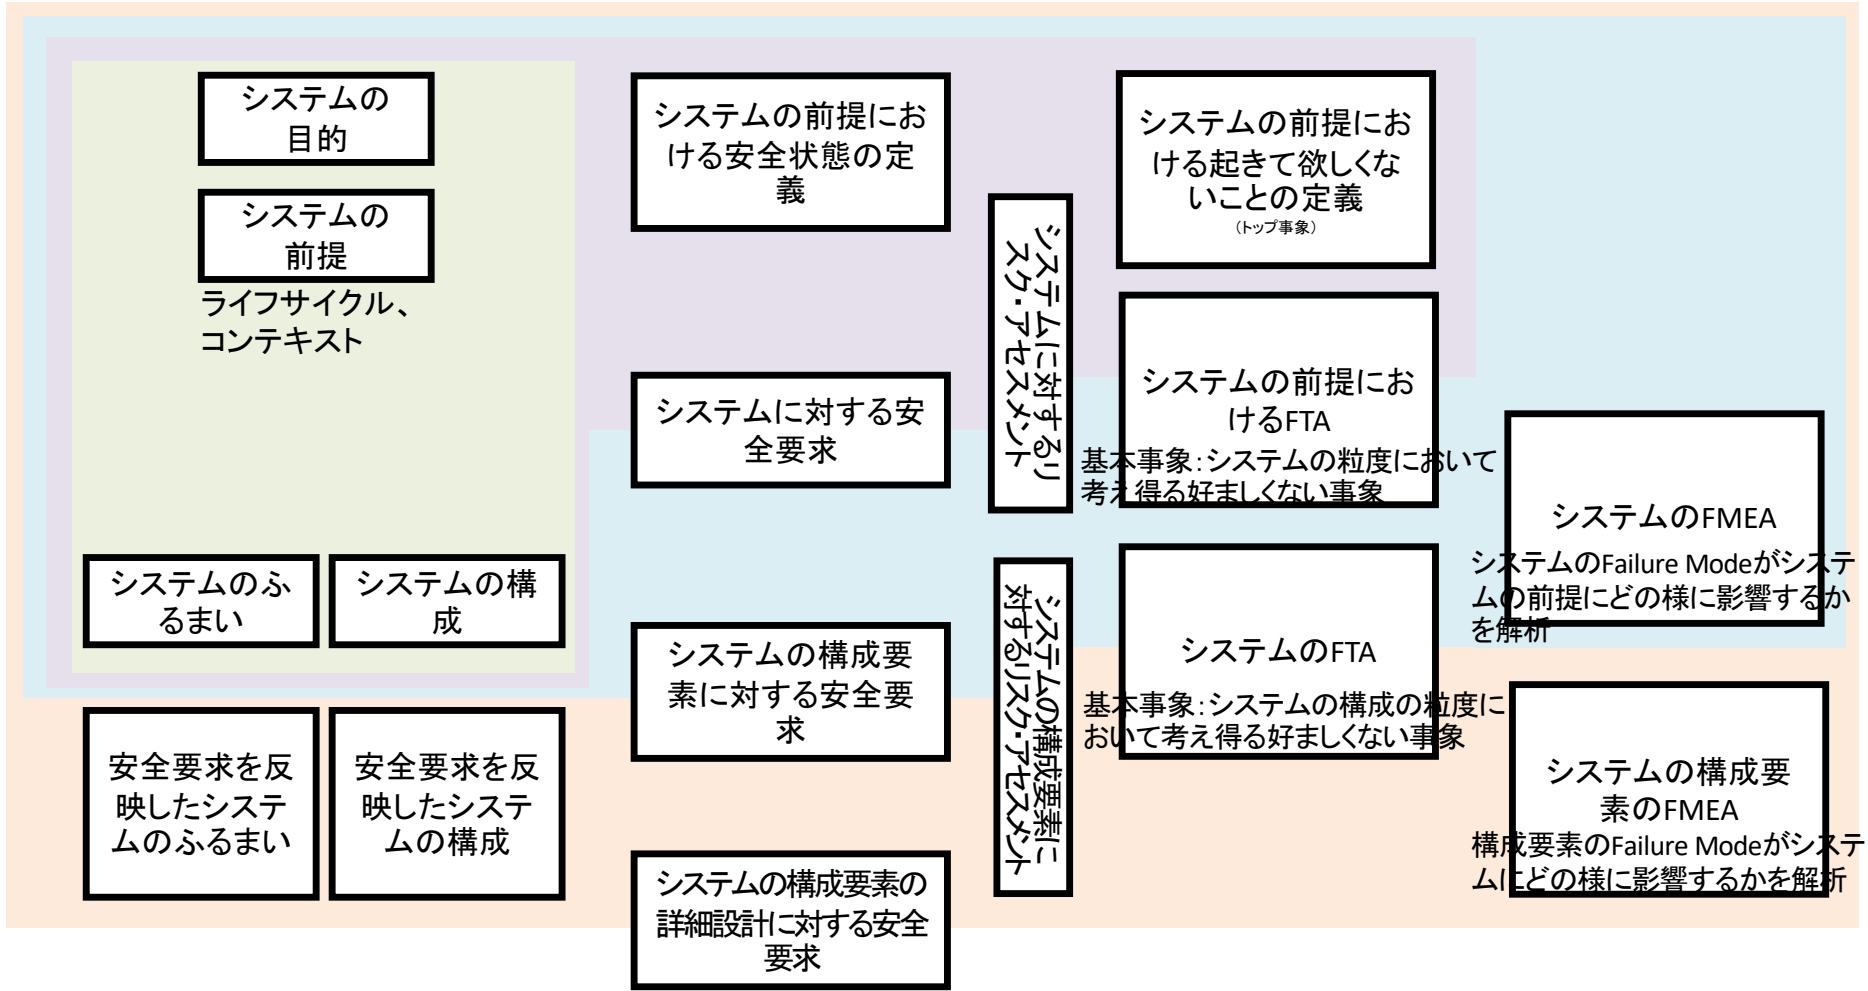 システムの
目的
システムの
前提
ライフサイクル、
コンテキスト
システムのふ
るまい
システムの構
成
安全要求を反
映したシステ
ムのふるまい
安全要求を反
映したシステ
ムの構成
システムの前提にお
ける安全状態の定
義
システムに対する安
全要求
システムの構成要
素に対する安全要
求
システムの構成要素の
詳細設計に対する安全
要求
システムに対するリ
スク・アセスメント
システムの構成要素に
対するリスク・アセスメント
システムの前提にお
ける起きて欲しくな
いことの定義
（トップ事象）
システムの前提にお
けるFTA
基本事象：システムの粒度において
考え得る好ましくない事象
システムのFTA
基本事象：システムの構成の粒度に
おいて考え得る好ましくない事象
システムのFMEA
システムのFailure Modeがシステ
ムの前提にどの様に影響するか
を解析
システムの構成要
素のFMEA
構成要素のFailure Modeがシステ
ムにどの様に影響するかを解析